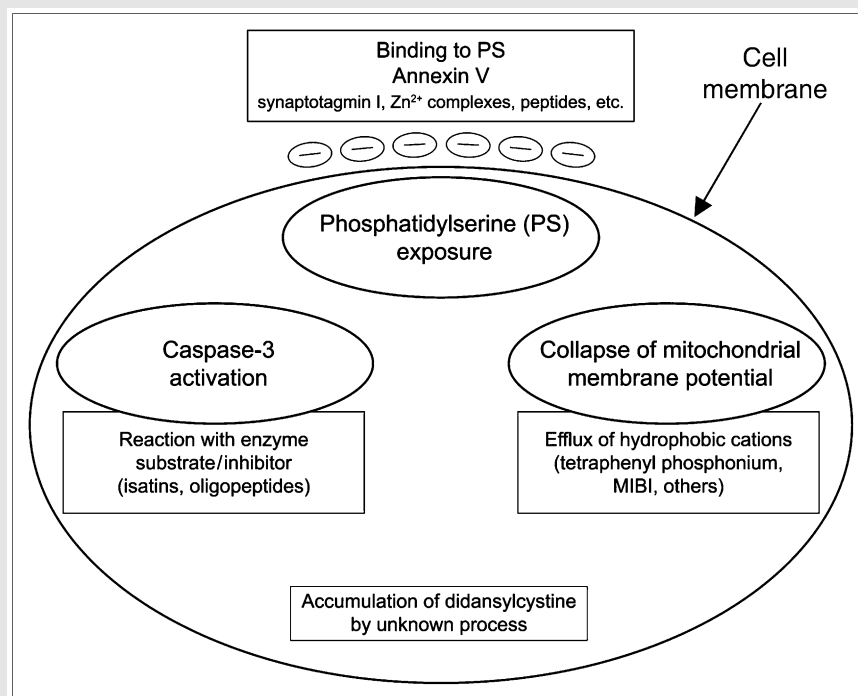 Binding to PS
Annexin V
synaptotagmin I, Zn²⁺ complexes, peptides, etc.
Cell
membrane
Phosphatidylserine (PS)
exposure
Caspase-3
activation
Collapse of mitochondrial
membrane potential
Reaction with enzyme
substrate/inhibitor
(isatins, oligopeptides)
Efflux of hydrophobic cations
(tetraphenyl phosphonium,
MIBI, others)
Accumulation of didansylcystine
by unknown process